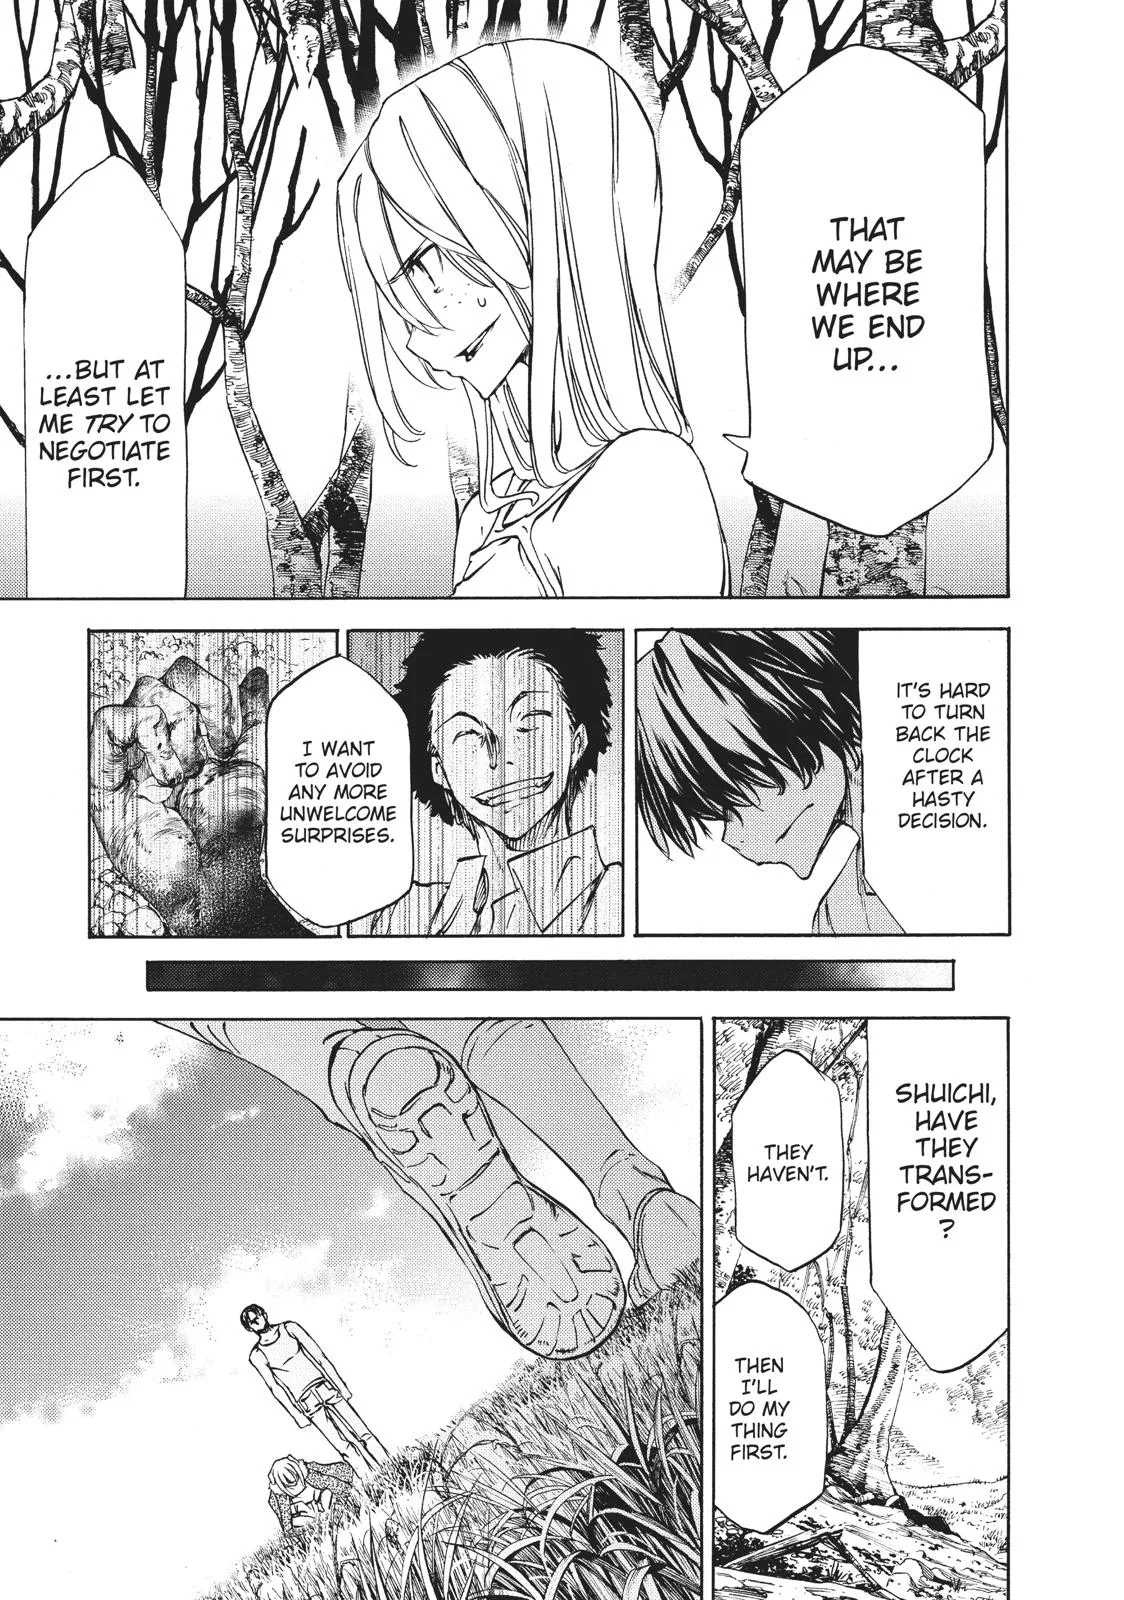 THAT
MAY BE
WHERE
WE END
UP...
...BUT AT
LEAST LET
ME TRY TO
NEGOTIATE
FIRST.
IT'S HARD
TO TURN
BACK THE
CLOCK
AFTER A
HASTY
DECISION.
I WANT
TO AVOID
ANY MORE
UNWELCOME
SURPRISES.
SHUICHI,
HAVE
THEY
TRANS-
FORMED
?
THEY
HAVEN'T.
THEN
I'LL
DO MY
THING
FIRST.